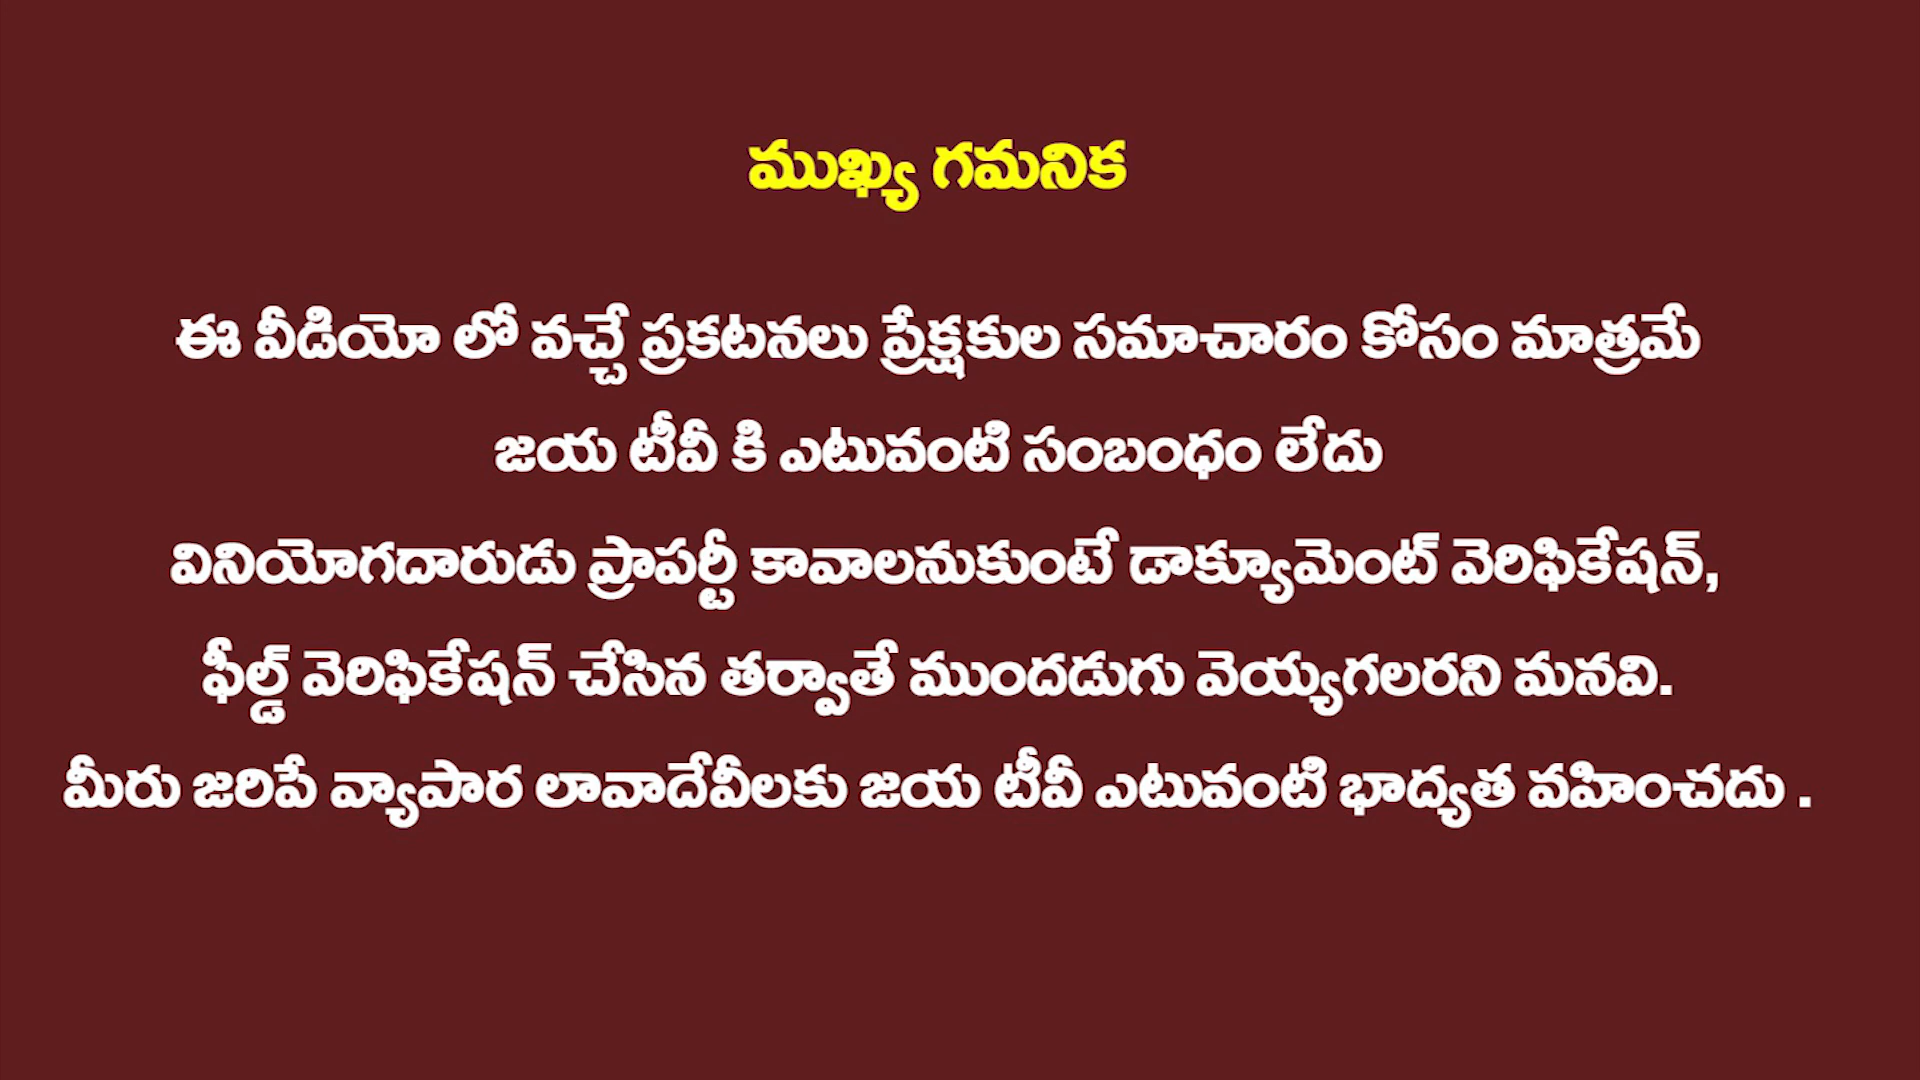 ముఖ్య గమనిక
ఈ వీడియో లో వచ్చే ప్రకటనలు ప్రేక్షకుల సమాచారం కోసం మాత్రమే
జయ టీవీ కి ఎటువంటి సంబంధం లేదు
వినియోగదారుడు ప్రాపర్టీ కావాలనుకుంటే డాక్యూమెంట్ వెరిఫికేషన్,
ఫీల్డ్ వెరిఫికేషన్ చేసిన తర్వాతే ముందడుగు వెయ్యగలరని మనవి.
మీరు జరిపే వ్యాపార లావాదేవీలకు జయ టీవీ ఎటువంటి భాద్యత వహించదు .